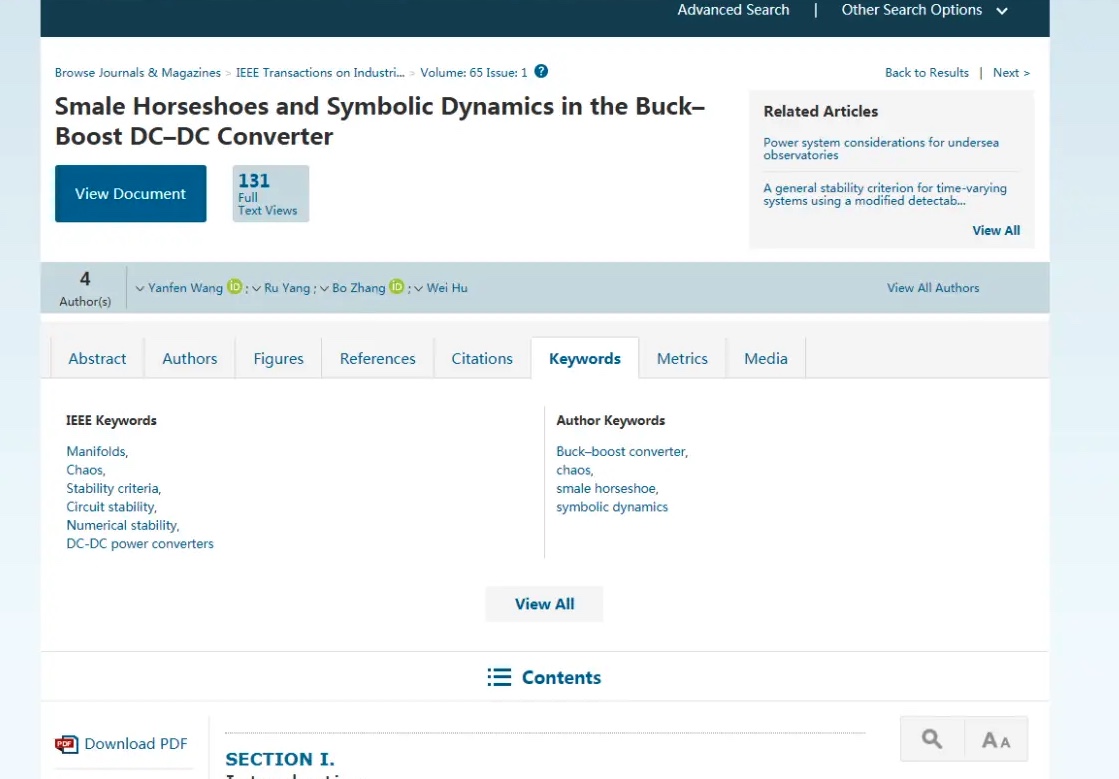 Advanced Search | Other Search Options
Browse Journals & Magazines > IEEE Transactions on Industri... > Volume: 65 Issue: 1 ?
Back to Results | Next >
Smale Horseshoes and Symbolic Dynamics in the Buck–
Boost DC–DC Converter
View Document
131
Full
Text Views
Related Articles
Power system considerations for undersea
observatories
A general stability criterion for time-varying
systems using a modified detectab...
View All
4
Author(s)
Yanfen Wang iD ; Ru Yang ; Bo Zhang iD ; Wei Hu
View All Authors
Abstract
Authors
Figures
References
Citations
Keywords
Metrics
Media
IEEE Keywords
Manifolds,
Chaos,
Stability criteria,
Circuit stability,
Numerical stability,
DC-DC power converters
Author Keywords
Buck–boost converter,
chaos,
smale horseshoe,
symbolic dynamics
View All
Contents
PDF Download PDF
SECTION I.
A A